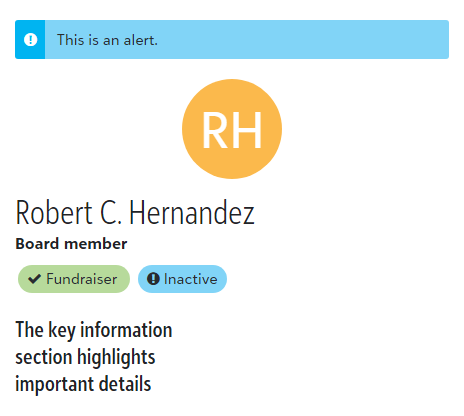 This is an alert.
RH
Robert C. Hernandez
Board member
Fundraiser Inactive
The key information
section highlights
important details